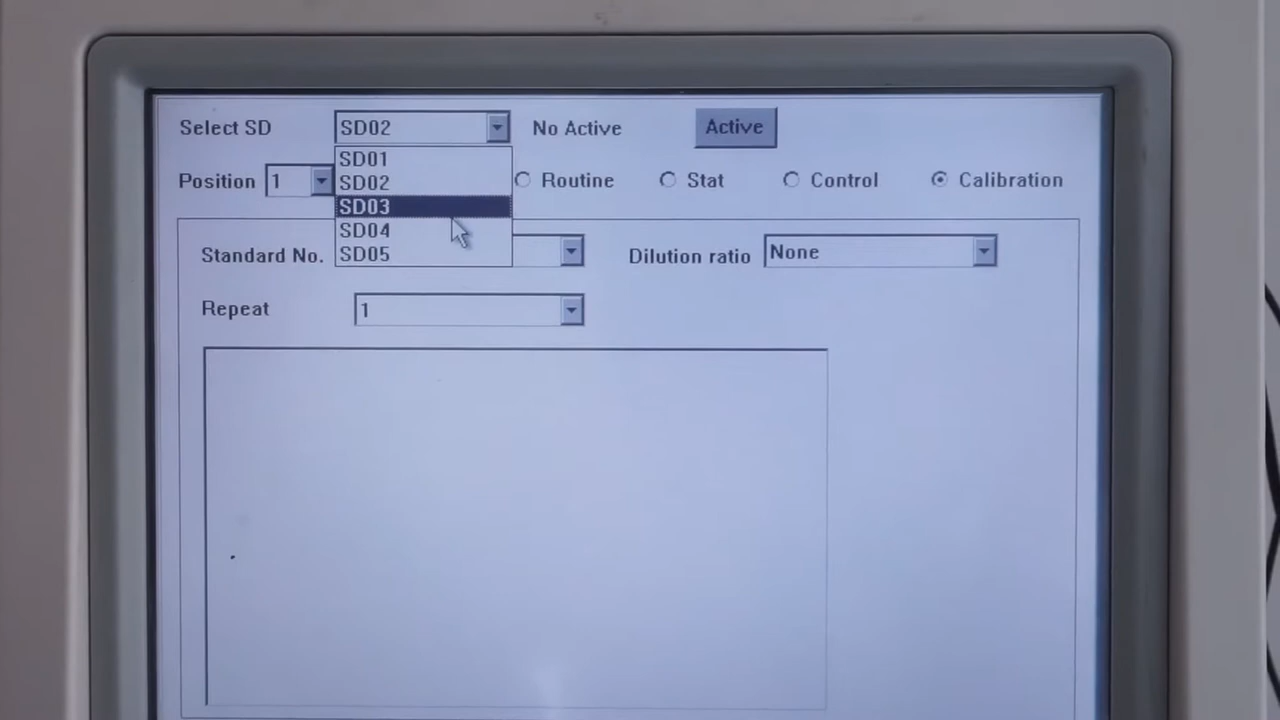 Select SD SD02 No Active Active
SD01
Position 1 SD02 Routine Stat Control Calibration
SD03
SD04
Standard No. SD05 Dilution ratio None
Repeat 1